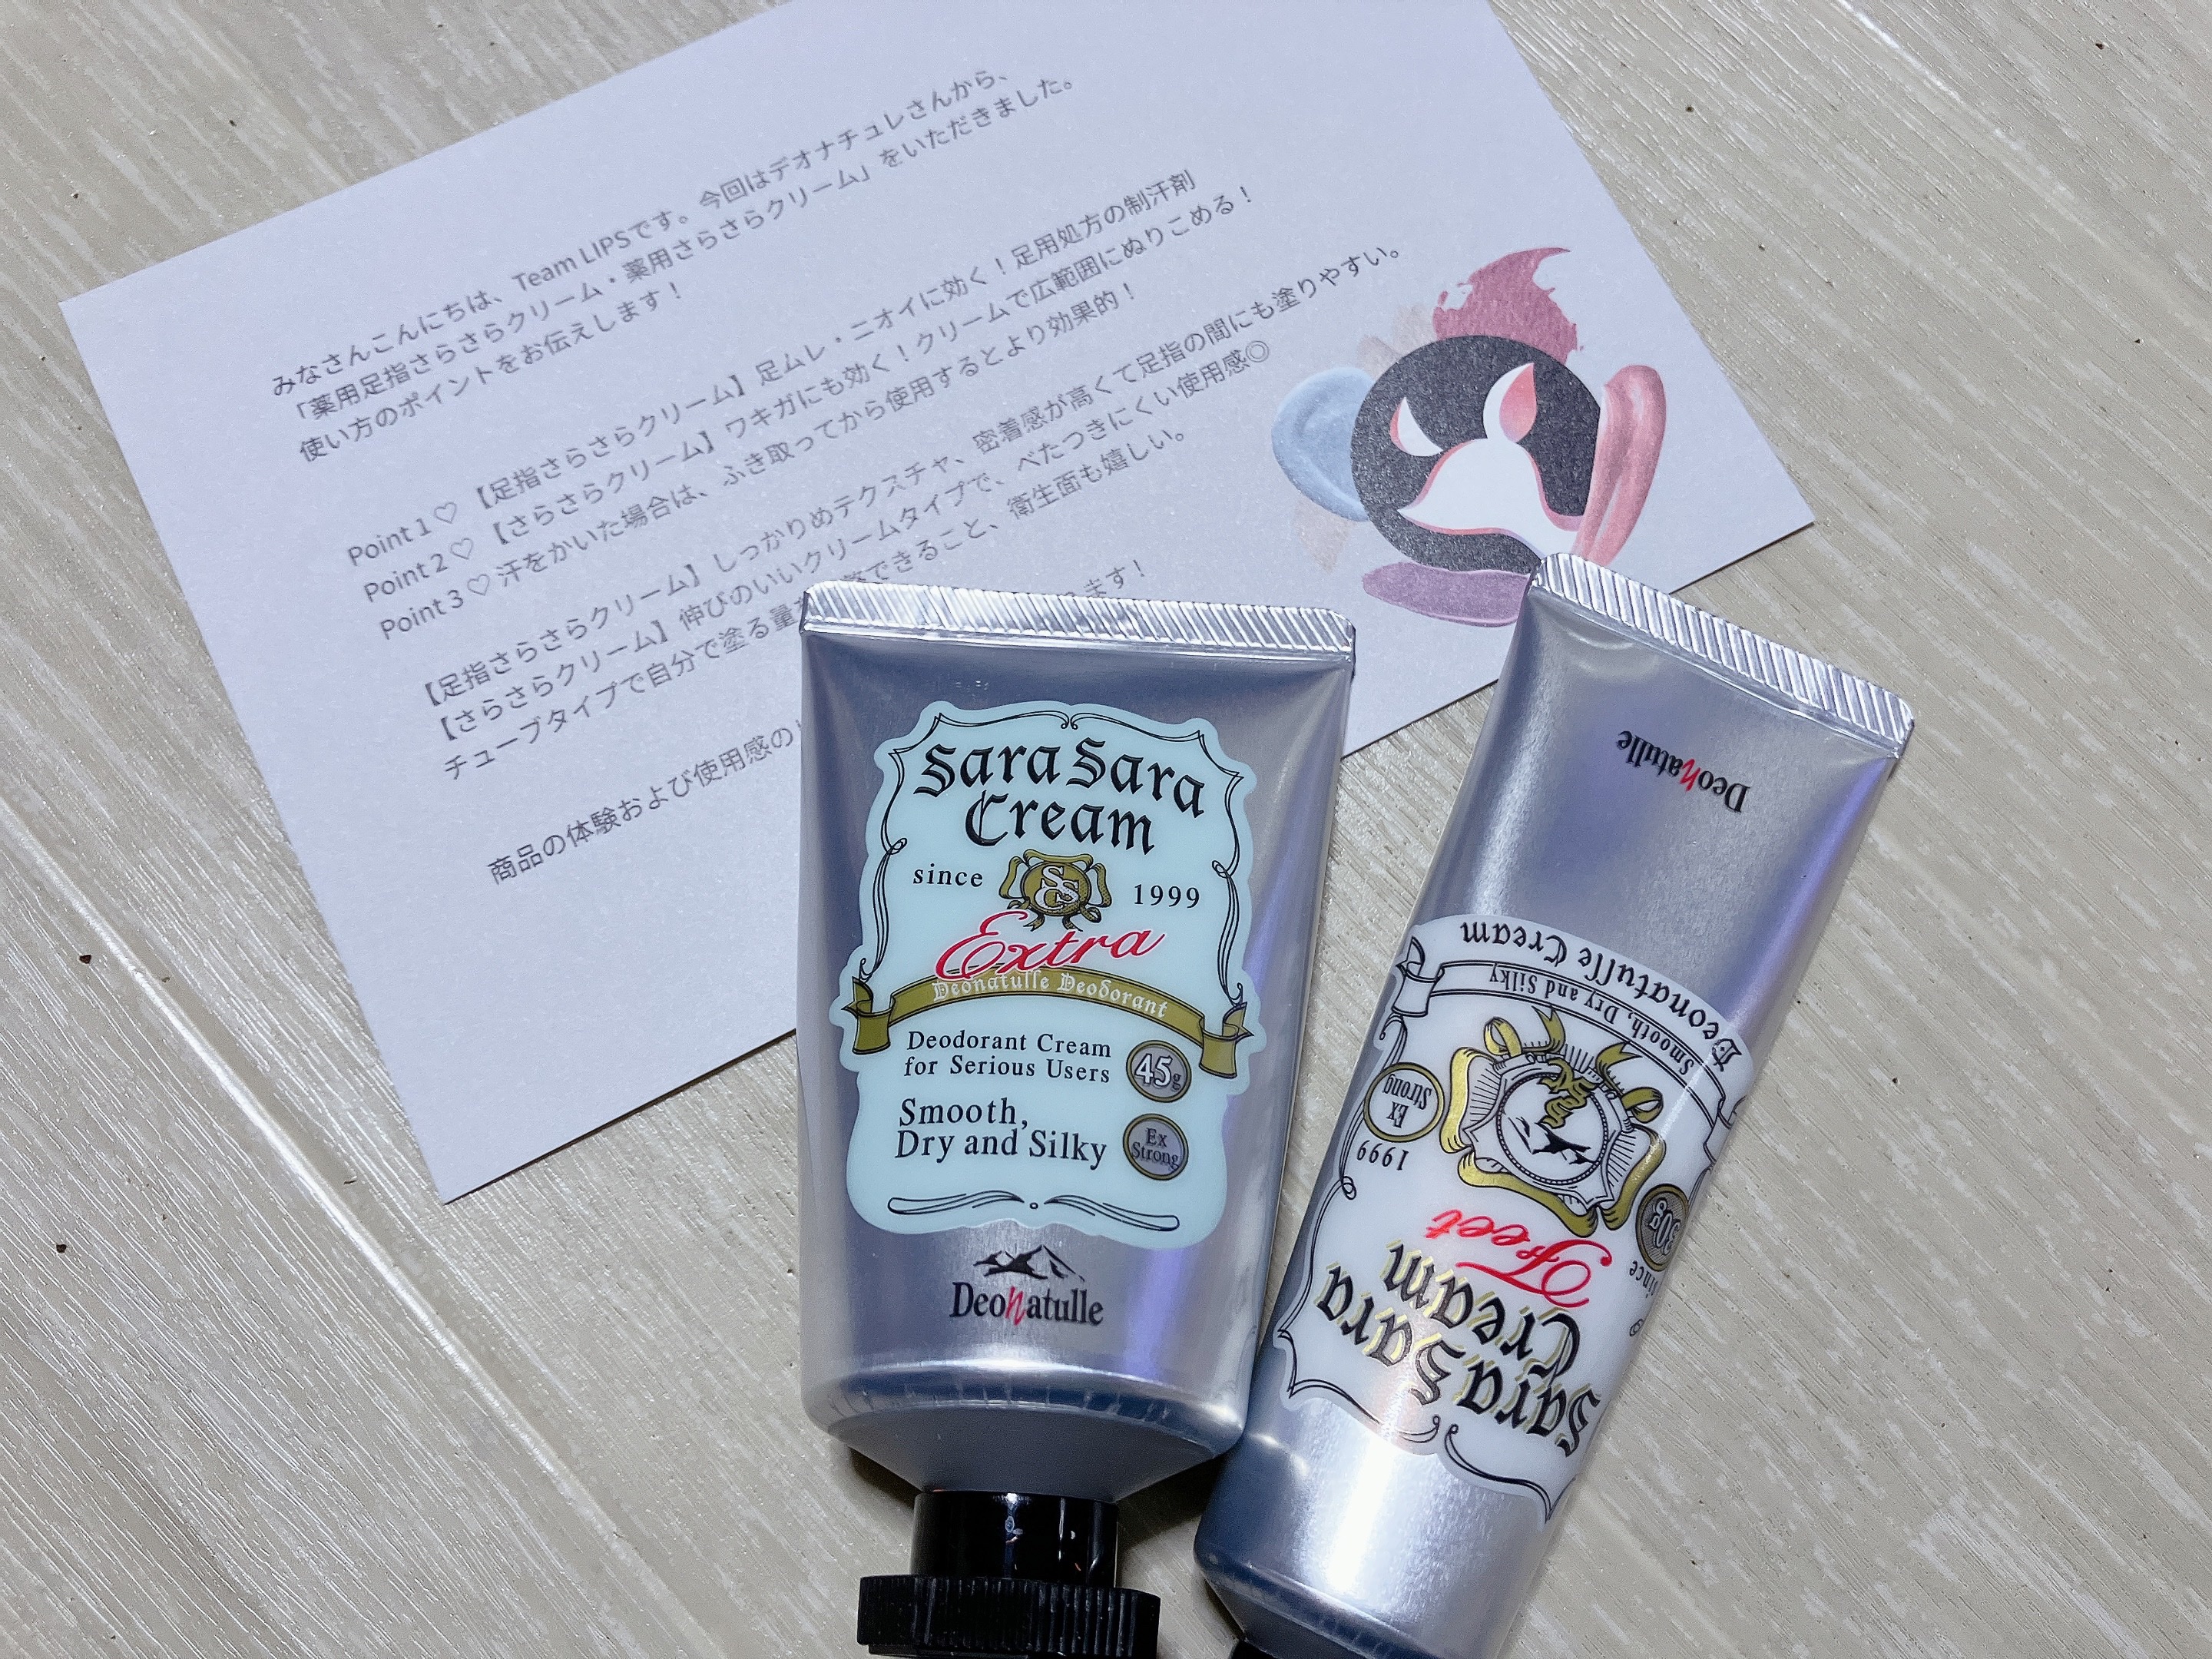 みなさんこんにちは、Team LIPSです。今回はデオナチュレさんから、
「薬用足指さらさらクリーム・薬用さらさらクリーム」をいただきました。
使い方のポイントをお伝えします！
Point 1 ♡ 【足指さらさらクリーム】足ムレ・ニオイに効く！足用処方の制汗剤
Point 2 ♡ 【さらさらクリーム】ワキガにも効く！クリームで広範囲にぬりこめる！
Point 3 ♡ 汗をかいた場合は、ふき取ってから使用するとより効果的！
【足指さらさらクリーム】しっかりめテクスチャ、密着感が高くて足指の間にも塗りやすい。
【さらさらクリーム】伸びのいいクリームタイプで、べたつきにくい使用感◎
チューブタイプで自分で塗る量を できること、衛生面も嬉しい。
商品の体験および使用感の ます！
Sara Sara
Cream
since 1999
SSC
Extra
Deonatulle Deodorant
Deodorant Cream
for Serious Users
45g
Smooth,
Dry and Silky
Ex
Strong
DeoNatulle
Sara Sara
Cream
Feet
since 1999
30g
Ex
Strong
Smooth, Dry and Silky
Deonatulle Cream
DeoNatulle